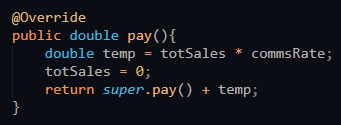 @Override
public double pay(){
    double temp = totSales * commsRate;
    totSales = 0;
    return super.pay() + temp;
}